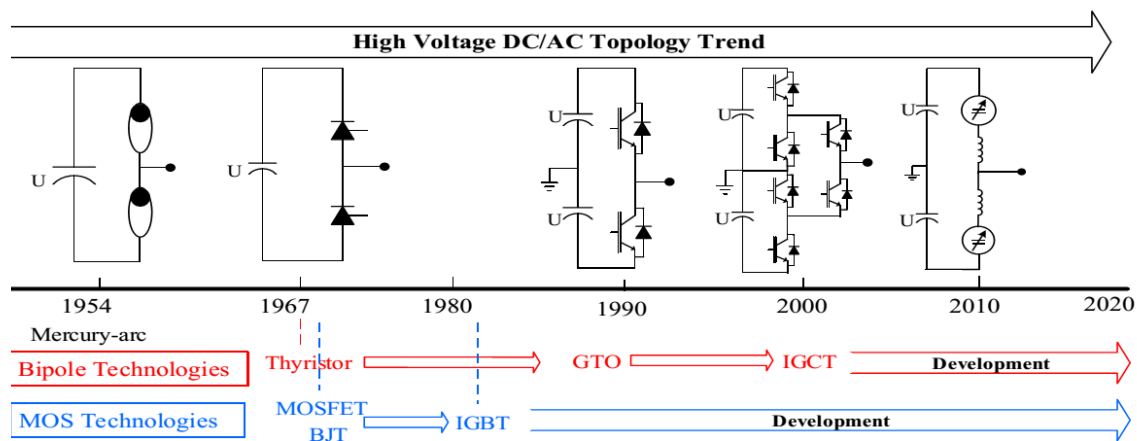 High Voltage DC/AC Topology Trend
U
U
U
U
U
U
U
U
1954
1967
1980
1990
2000
2010
2020
Mercury-arc
Bipole Technologies
Thyristor
GTO
IGCT
Development
MOS Technologies
MOSFET
BJT
IGBT
Development